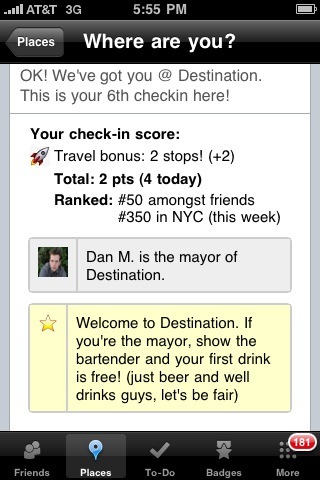 AT&T 3G 5:55 PM
Places Where are you?
OK! We've got you @ Destination.
This is your 6th checkin here!
Your check-in score:
Travel bonus: 2 stops! (+2)
Total: 2 pts (4 today)
Ranked: #50 amongst friends
#350 in NYC (this week)
Dan M. is the mayor of
Destination.
Welcome to Destination. If
you're the mayor, show the
bartender and your first drink
is free! (just beer and well
drinks guys, let's be fair)
181
Friends Places To-Do Badges More